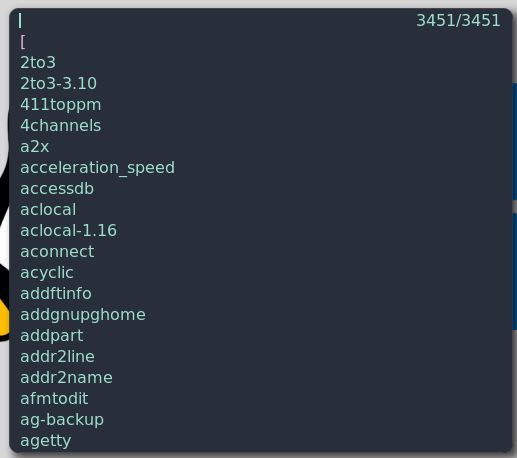 3451/3451
[
2to3
2to3-3.10
411toppm
4channels
a2x
acceleration_speed
accessdb
aclocal
aclocal-1.16
aconnect
acyclic
addftinfo
addgnupghome
addpart
addr2line
addr2name
afmtodit
ag-backup
agetty